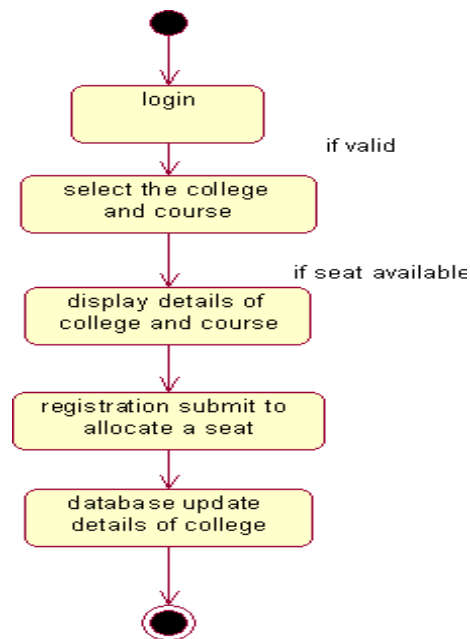 login
if valid
select the college
and course
if seat available
display details of
college and course
registration submit to
allocate a seat
database update
details of college